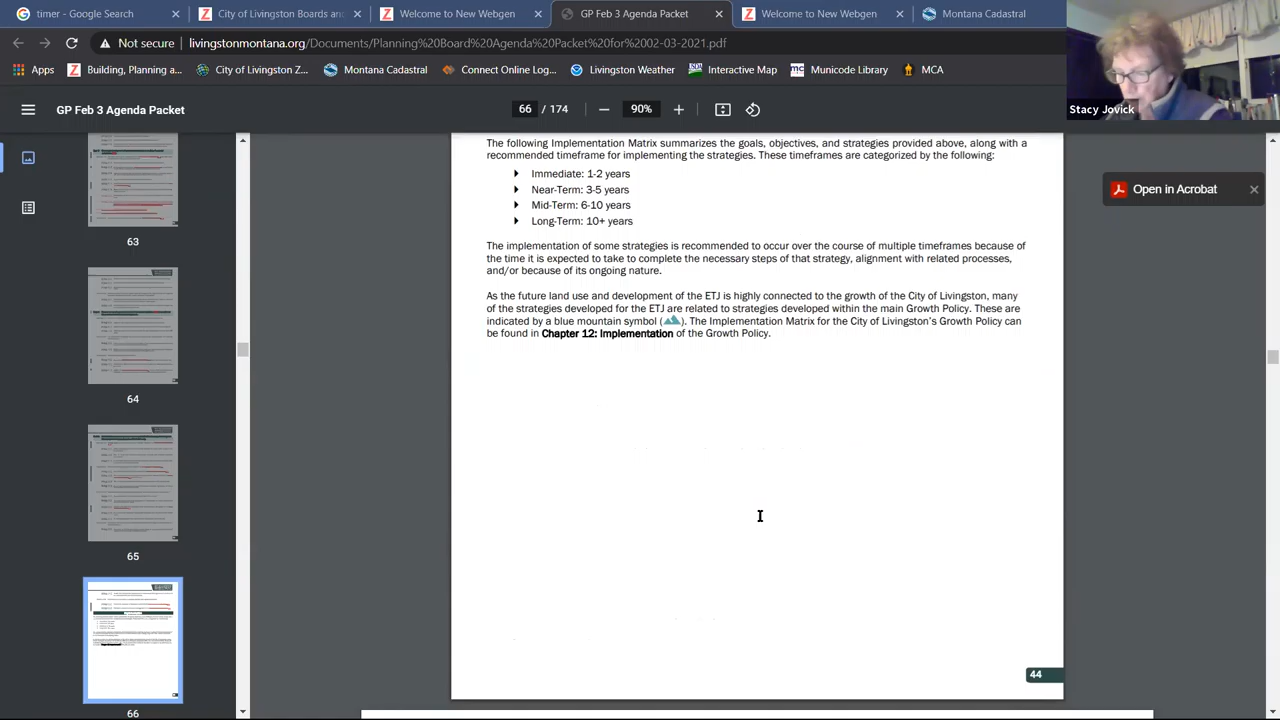 timer - Google Search
City of Livingston Boards and
Welcome to New Webgen
GP Feb 3 Agenda Packet
Welcome to New Webgen
Montana Cadastral
Not secure
livingstonmontana.org/Documents/Planning%20Board%20Agenda%20Packet%20for%2002-03-2021.pdf
Apps
Building, Planning a...
City of Livingston Z...
Montana Cadastral
Connect Online Log...
Livingston Weather
Interactive Map
Municode Library
MCA
Stacy Jovick
GP Feb 3 Agenda Packet
66 / 174
90%
Open in Acrobat
The following Implementation Matrix summarizes the goals, objectives, and strategies provided above, along with a
recommended timeframe for implementing the strategies. These timeframes are categorized by the following:
Immediate: 1-2 years
Near-Term: 3-5 years
Mid-Term: 6-10 years
Long-Term: 10+ years
The implementation of some strategies is recommended to occur over the course of multiple timeframes because of
the time it is expected to take to complete the necessary steps of that strategy, alignment with related processes,
and/or because of its ongoing nature.
As the future land use and development of the ETJ is highly connected to the growth of the City of Livingston, many
of the strategies developed for the ETJ are related to strategies developed within the main Growth Policy. These are
indicated by a blue mountain symbol (). The Implementation Matrix for the City of Livingston's Growth Policy can
be found in Chapter 12: Implementation of the Growth Policy.
44
63
64
65
66